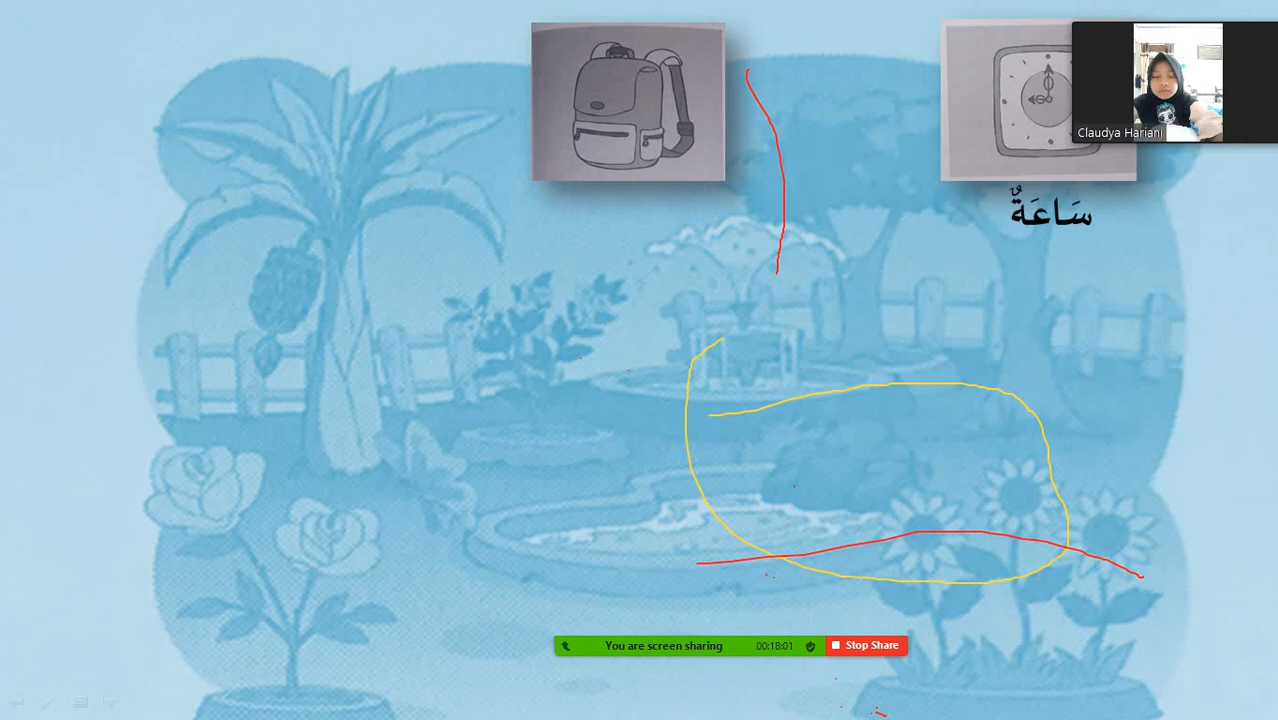 Claudya Hariani
سَاعَةٌ
You are screen sharing 00:18:01 Stop Share